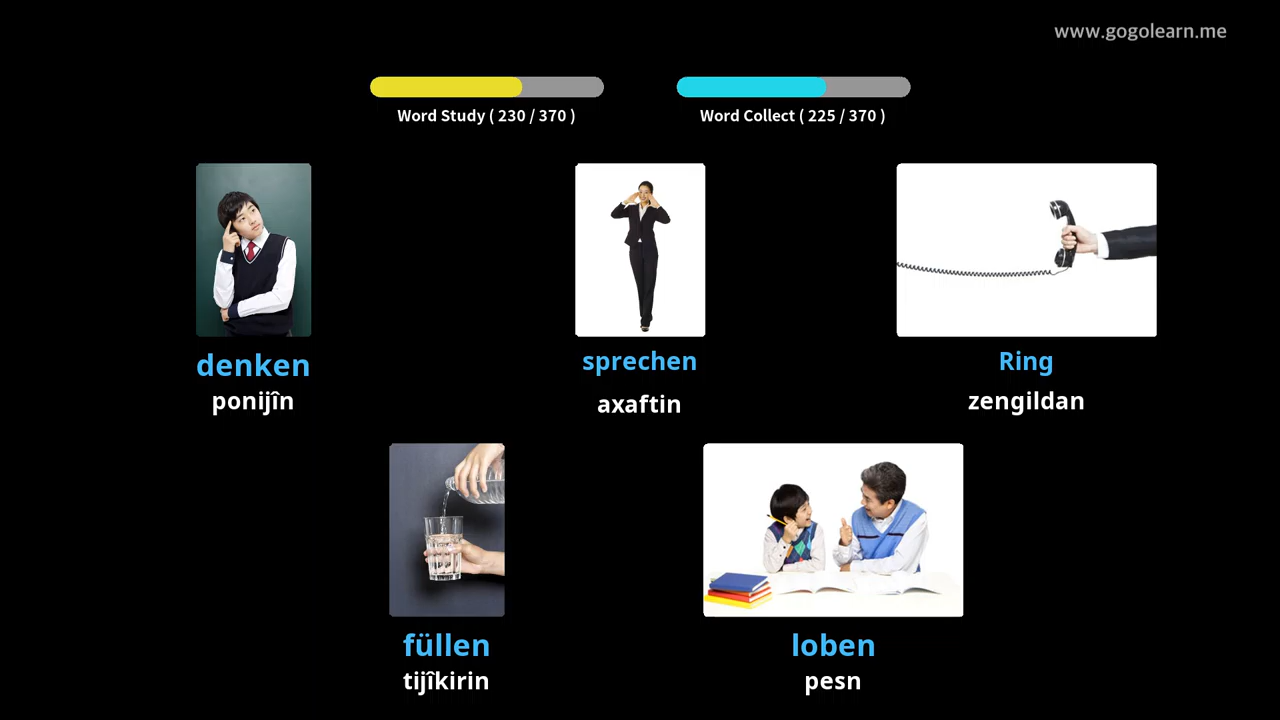 www.gogolearn.me
Word Study ( 230 / 370 )
Word Collect ( 225 / 370 )
denken
ponijîn
sprechen
axaftin
Ring
zengildan
füllen
tijîkirin
loben
pesn